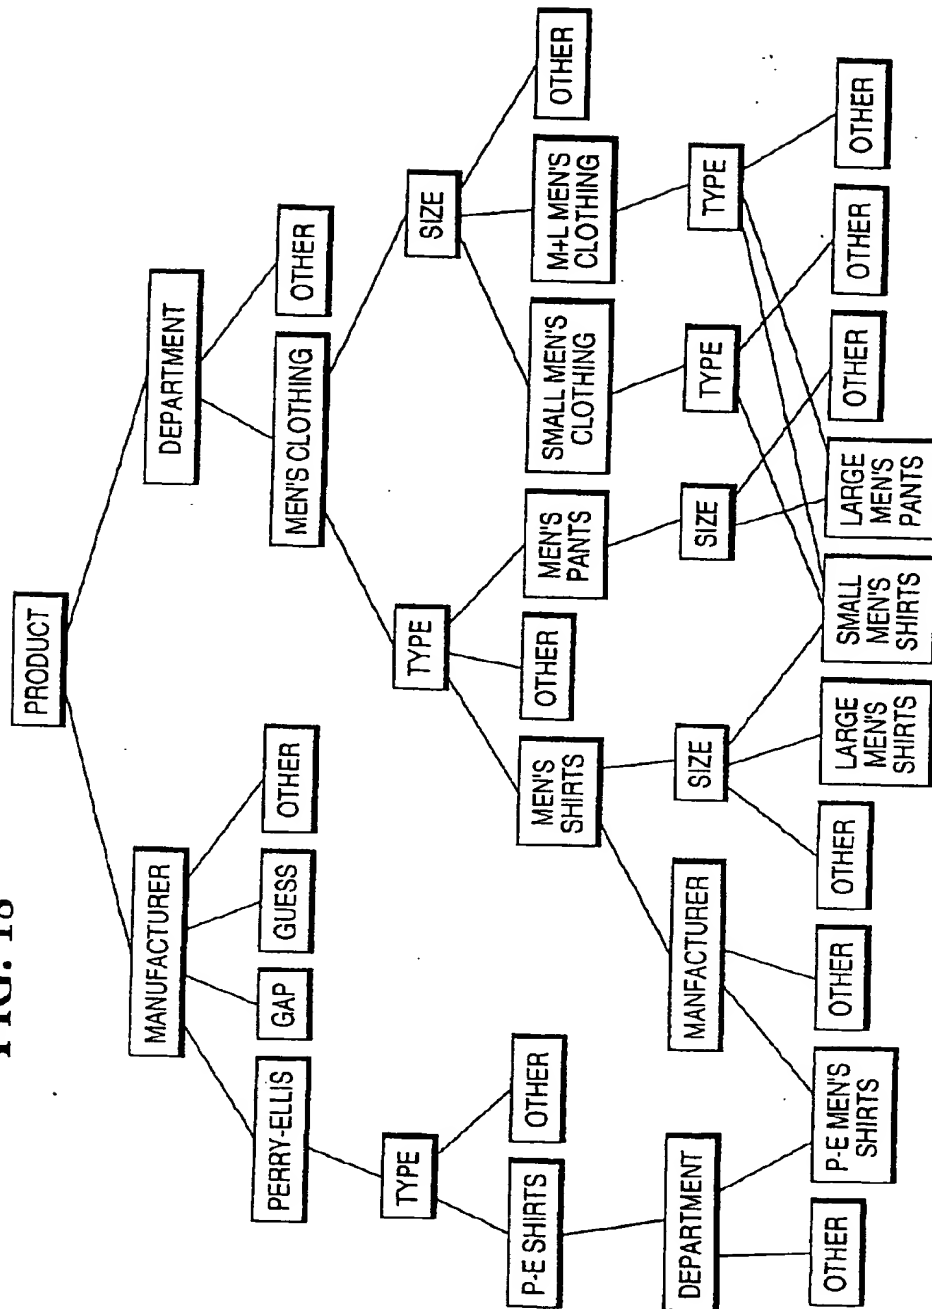 FIG. 18
PRODUCT
MANUFACTURER
DEPARTMENT
PERRY-ELLIS
GAP
GUESS
OTHER
MEN'S CLOTHING
OTHER
TYPE
TYPE
SIZE
P-E SHIRTS
OTHER
MEN'S
SHIRTS
OTHER
MEN'S
PANTS
SMALL MEN'S
CLOTHING
M+L MEN'S
CLOTHING
OTHER
DEPARTMENT
MANFACTURER
SIZE
SIZE
TYPE
TYPE
OTHER
P-E MEN'S
SHIRTS
OTHER
OTHER
LARGE
MEN'S
SHIRTS
SMALL
MEN'S
SHIRTS
LARGE
MEN'S
PANTS
OTHER
OTHER
OTHER